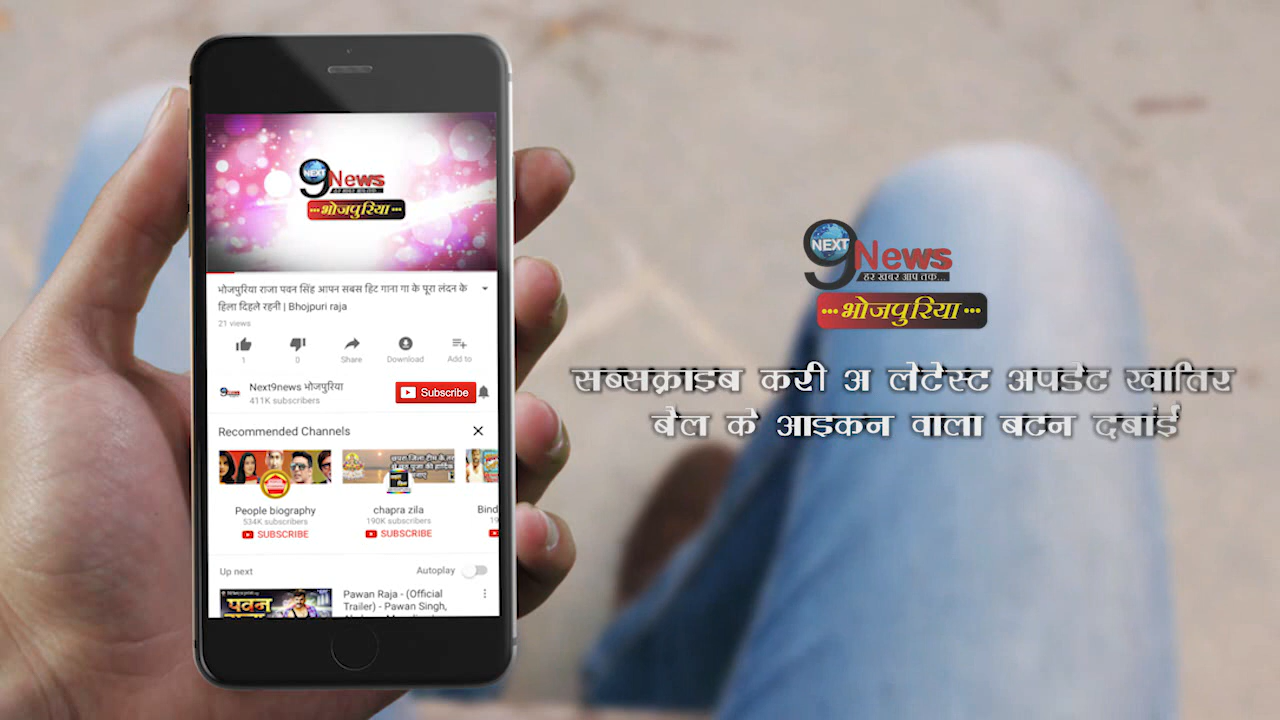 9 NEXT News
हर खबर आप तक...
••• भोजपुरिया •••
भोजपुरिया राजा पवन सिंह आपन सबस हिट गाना गा के पूरा लंदन के
हिला दिहले रहनी | Bhojpuri raja
21 views
1
0
Share
Download
Add to
Next9news भोजपुरिया
411K subscribers
Subscribe
Recommended Channels
People biography
534K subscribers
SUBSCRIBE
chapra zila
190K subscribers
SUBSCRIBE
Bind
19
Up next
Autoplay
पवन
Pawan Raja - (Official
Trailer) - Pawan Singh,
9 NEXT News
हर खबर आप तक...
••• भोजपुरिया •••
सब्सक्राइब करी अ लेटेस्ट अपडेट खातिर
बैल के आइकन वाला बटन दबाईं